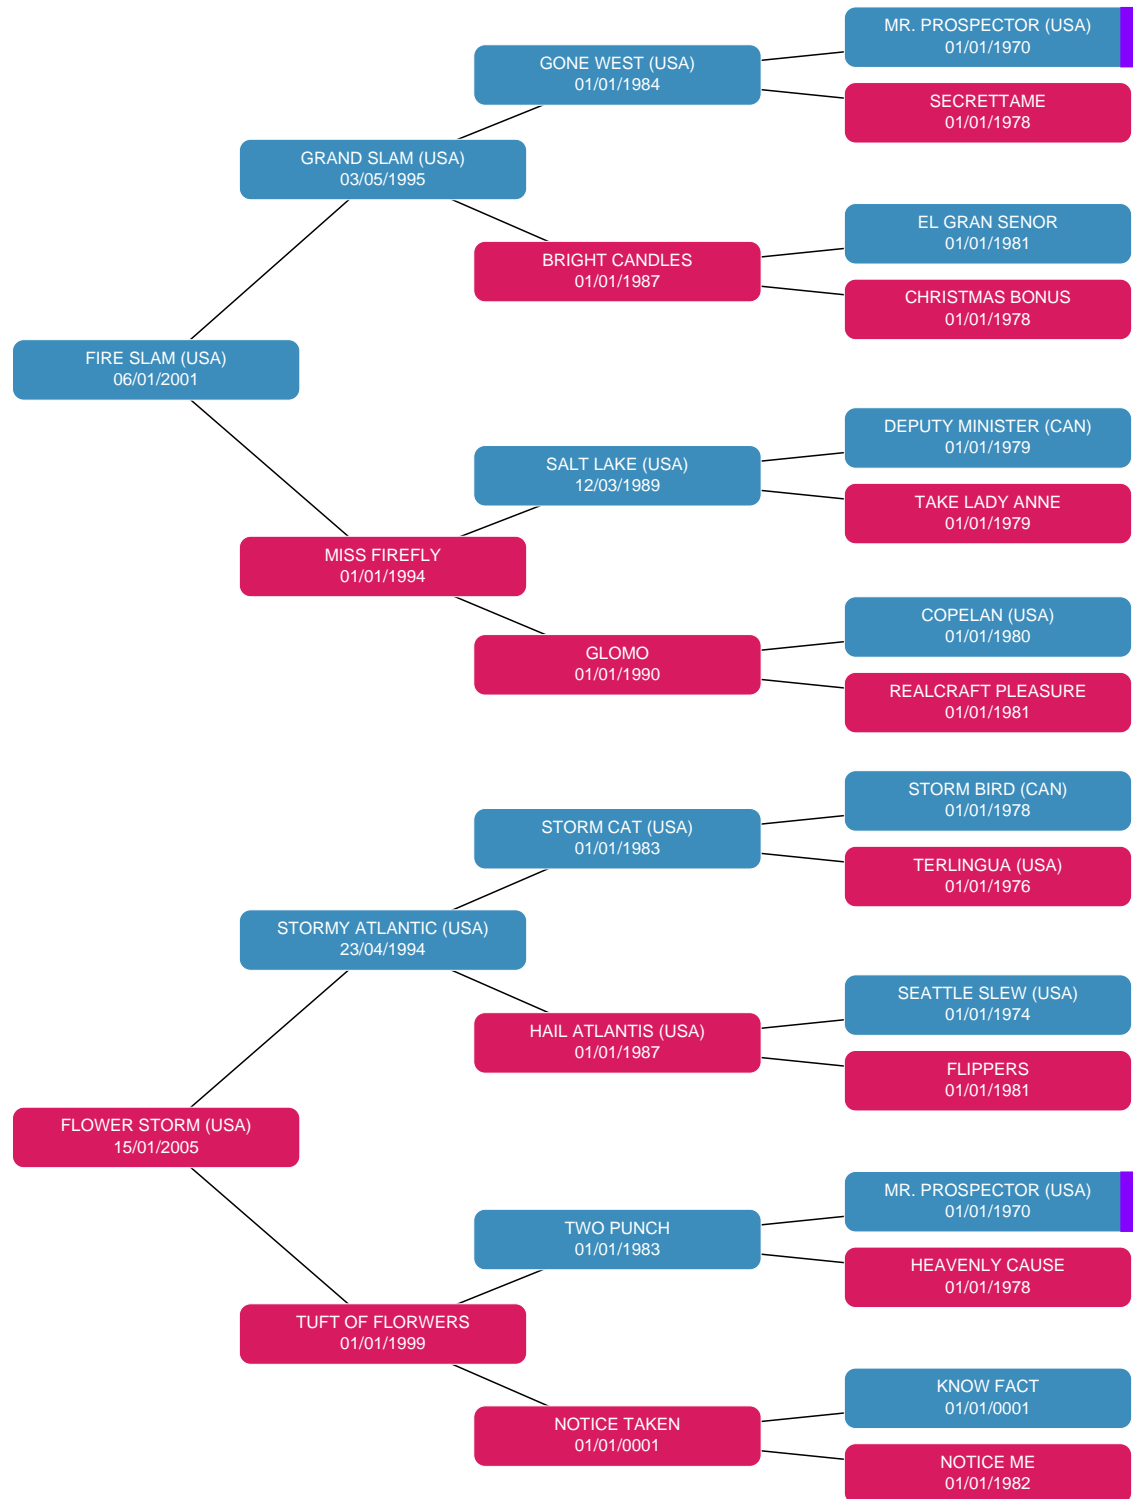 MR. PROSPECTOR (USA)
01/01/1970
GONE WEST (USA)
01/01/1984
SECRETTAME
01/01/1978
GRAND SLAM (USA)
03/05/1995
EL GRAN SENOR
01/01/1981
BRIGHT CANDLES
01/01/1987
CHRISTMAS BONUS
01/01/1978
FIRE SLAM (USA)
06/01/2001
DEPUTY MINISTER (CAN)
01/01/1979
SALT LAKE (USA)
12/03/1989
TAKE LADY ANNE
01/01/1979
MISS FIREFLY
01/01/1994
COPELAN (USA)
01/01/1980
GLOMO
01/01/1990
REALCRAFT PLEASURE
01/01/1981
STORM BIRD (CAN)
01/01/1978
STORM CAT (USA)
01/01/1983
TERLINGUA (USA)
01/01/1976
STORMY ATLANTIC (USA)
23/04/1994
SEATTLE SLEW (USA)
01/01/1974
HAIL ATLANTIS (USA)
01/01/1987
FLIPPERS
01/01/1981
FLOWER STORM (USA)
15/01/2005
MR. PROSPECTOR (USA)
01/01/1970
TWO PUNCH
01/01/1983
HEAVENLY CAUSE
01/01/1978
TUFT OF FLORWERS
01/01/1999
KNOW FACT
01/01/0001
NOTICE TAKEN
01/01/0001
NOTICE ME
01/01/1982